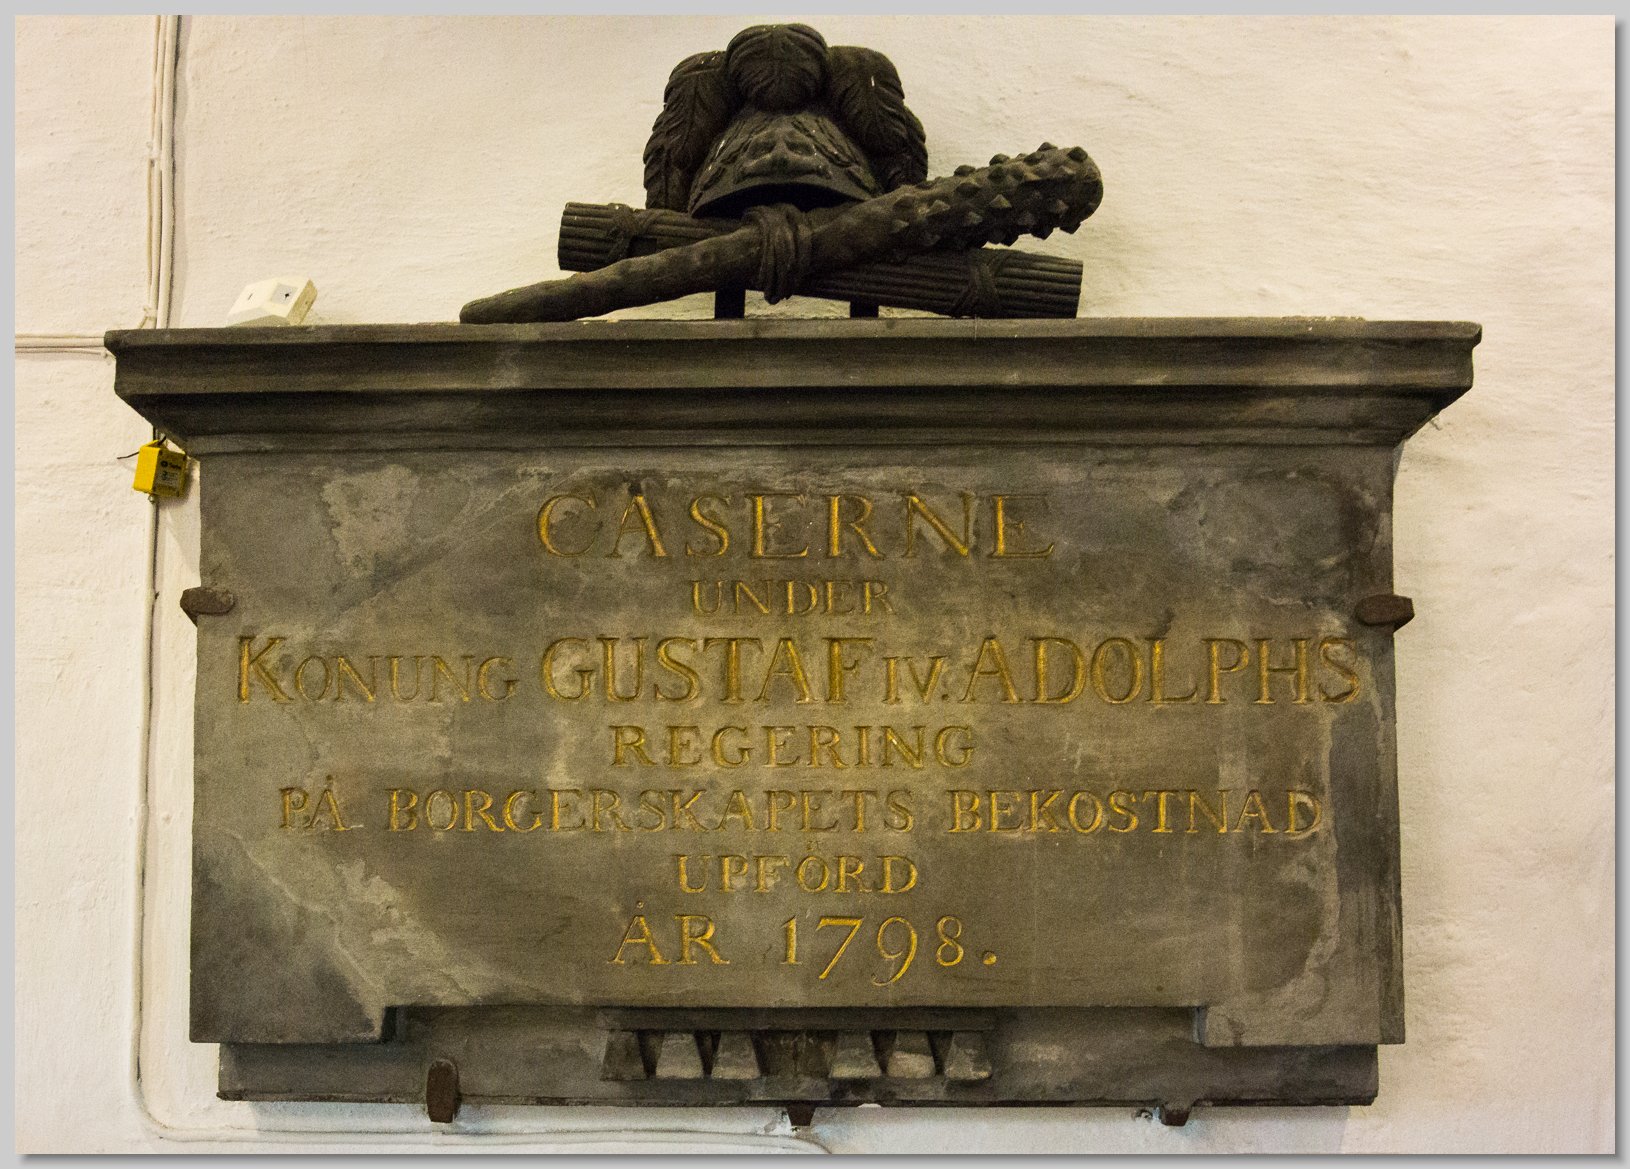 CASERNE
UNDER
KONUNG GUSTAF IV. ADOLPHS
REGERING
PÅ BORGERSKAPETS BEKOSTNAD
UPFÖRD
ÅR 1798.